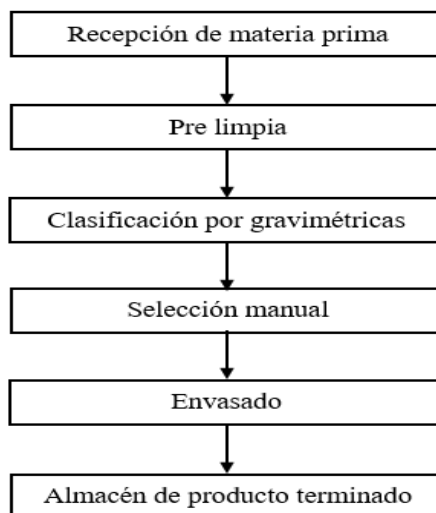 Recepción de materia prima
Pre limpia
Clasificación por gravimétricas
Selección manual
Envasado
Almacén de producto terminado